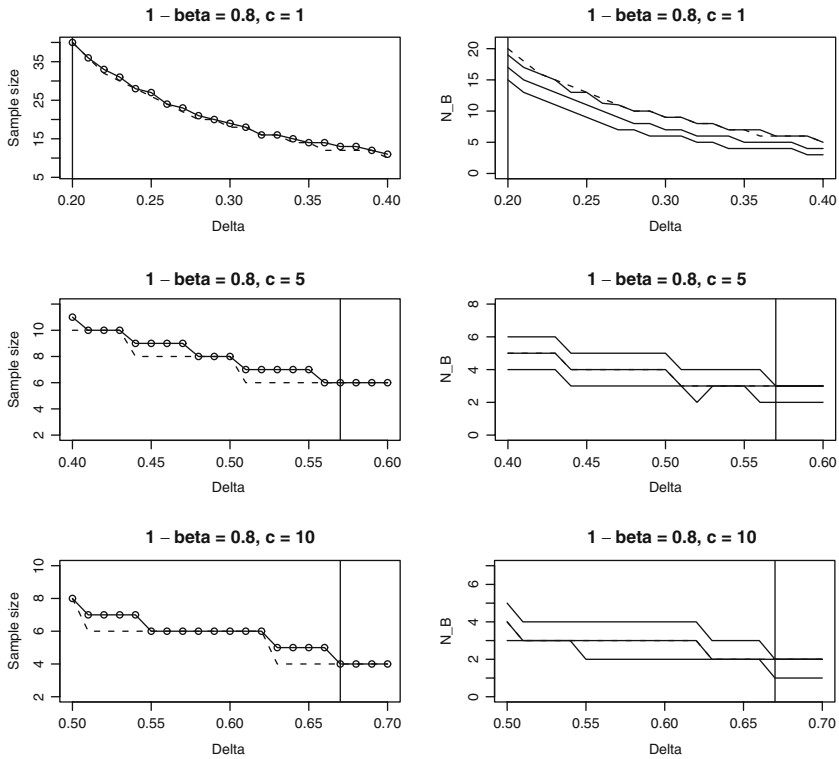 1 − beta = 0.8, c = 1
Sample size
5 15 25 35
0.20 0.25 0.30 0.35 0.40
Delta
1 − beta = 0.8, c = 1
N_B
0 5 10 15 20
0.20 0.25 0.30 0.35 0.40
Delta
1 − beta = 0.8, c = 5
Sample size
2 4 6 8 10
0.40 0.45 0.50 0.55 0.60
Delta
1 − beta = 0.8, c = 5
N_B
0 2 4 6 8
0.40 0.45 0.50 0.55 0.60
Delta
1 − beta = 0.8, c = 10
Sample size
2 4 6 8 10
0.50 0.55 0.60 0.65 0.70
Delta
1 − beta = 0.8, c = 10
N_B
0 2 4 6
0.50 0.55 0.60 0.65 0.70
Delta